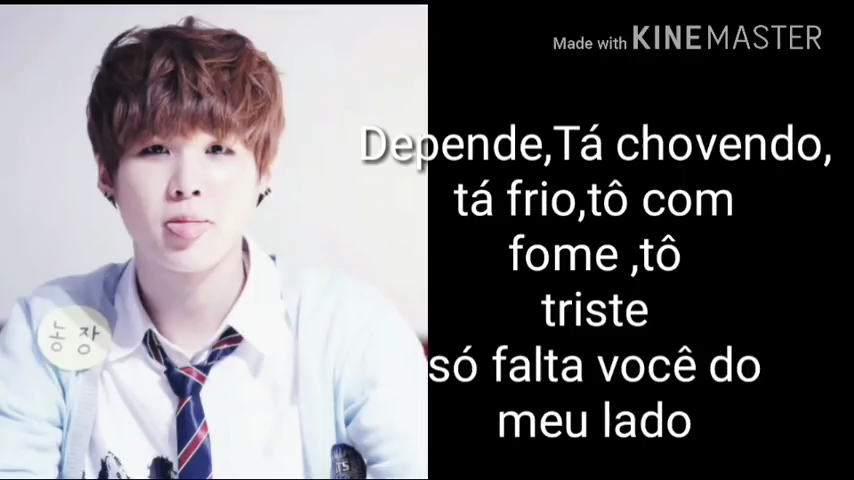 Made with KINEMASTER
Depende,Tá chovendo,
tá frio,tô com
fome ,tô
triste
só falta você do
meu lado
농장
TS